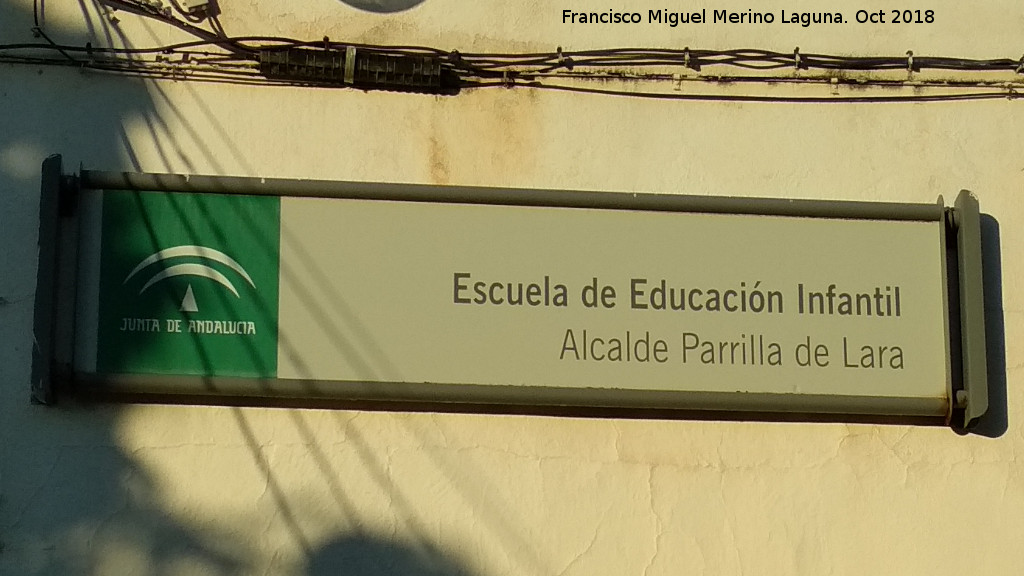 Francisco Miguel Merino Laguna. Oct 2018
Escuela de Educación Infantil
Alcalde Parrilla de Lara
JUNTA DE ANDALUCIA